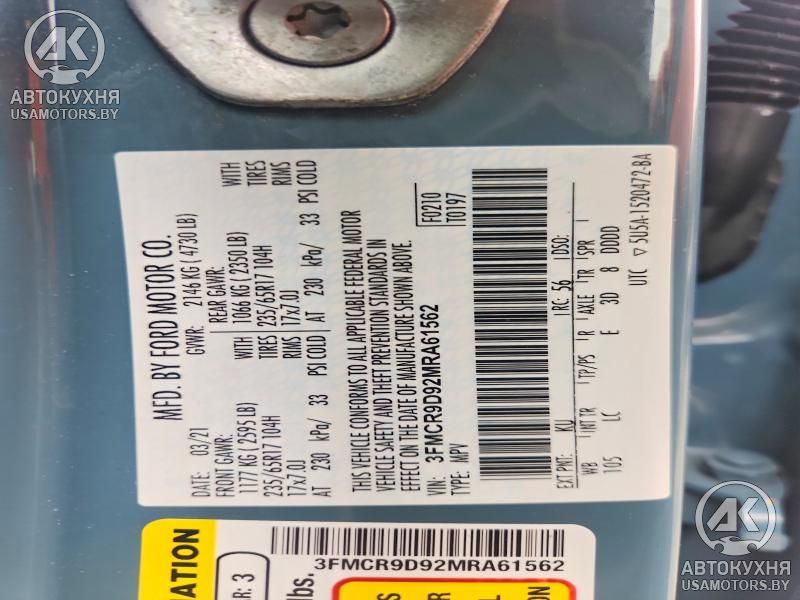 АК
АВТОКУХНЯ
USAMOTORS.BY
MFD. BY FORD MOTOR CO.
DATE: 03/21
GVWR: 2146 KG ( 4730 LB)
FRONT GAWR:
REAR GAWR:
1177 KG (2595 LB) WITH
1066 KG ( 2350 LB) WITH
235/65R17 104H TIRES
235/65R17 104H TIRES
17x7.0J RIMS
17x7.0J RIMS
AT 230 kPa/ 33 PSI COLD
AT 230 kPa/ 33 PSI COLD
THIS VEHICLE CONFORMS TO ALL APPLICABLE FEDERAL MOTOR
VEHICLE SAFETY AND THEFT PREVENTION STANDARDS IN
EFFECT ON THE DATE OF MANUFACTURE SHOWN ABOVE.
VIN: 3FMCR9D92MRA61562
TYPE: MPV
F0210
T0197
EXT PNT: KU RC: 56 DSO:
WB INT TR TP/PS R AXLE TR SPR
105 LC E 3D 8 DDDD
UTC ▽ 5U5A-1520472-BA
3FMCR9D92MRA61562
АК
АВТОКУХНЯ
USAMOTORS.BY